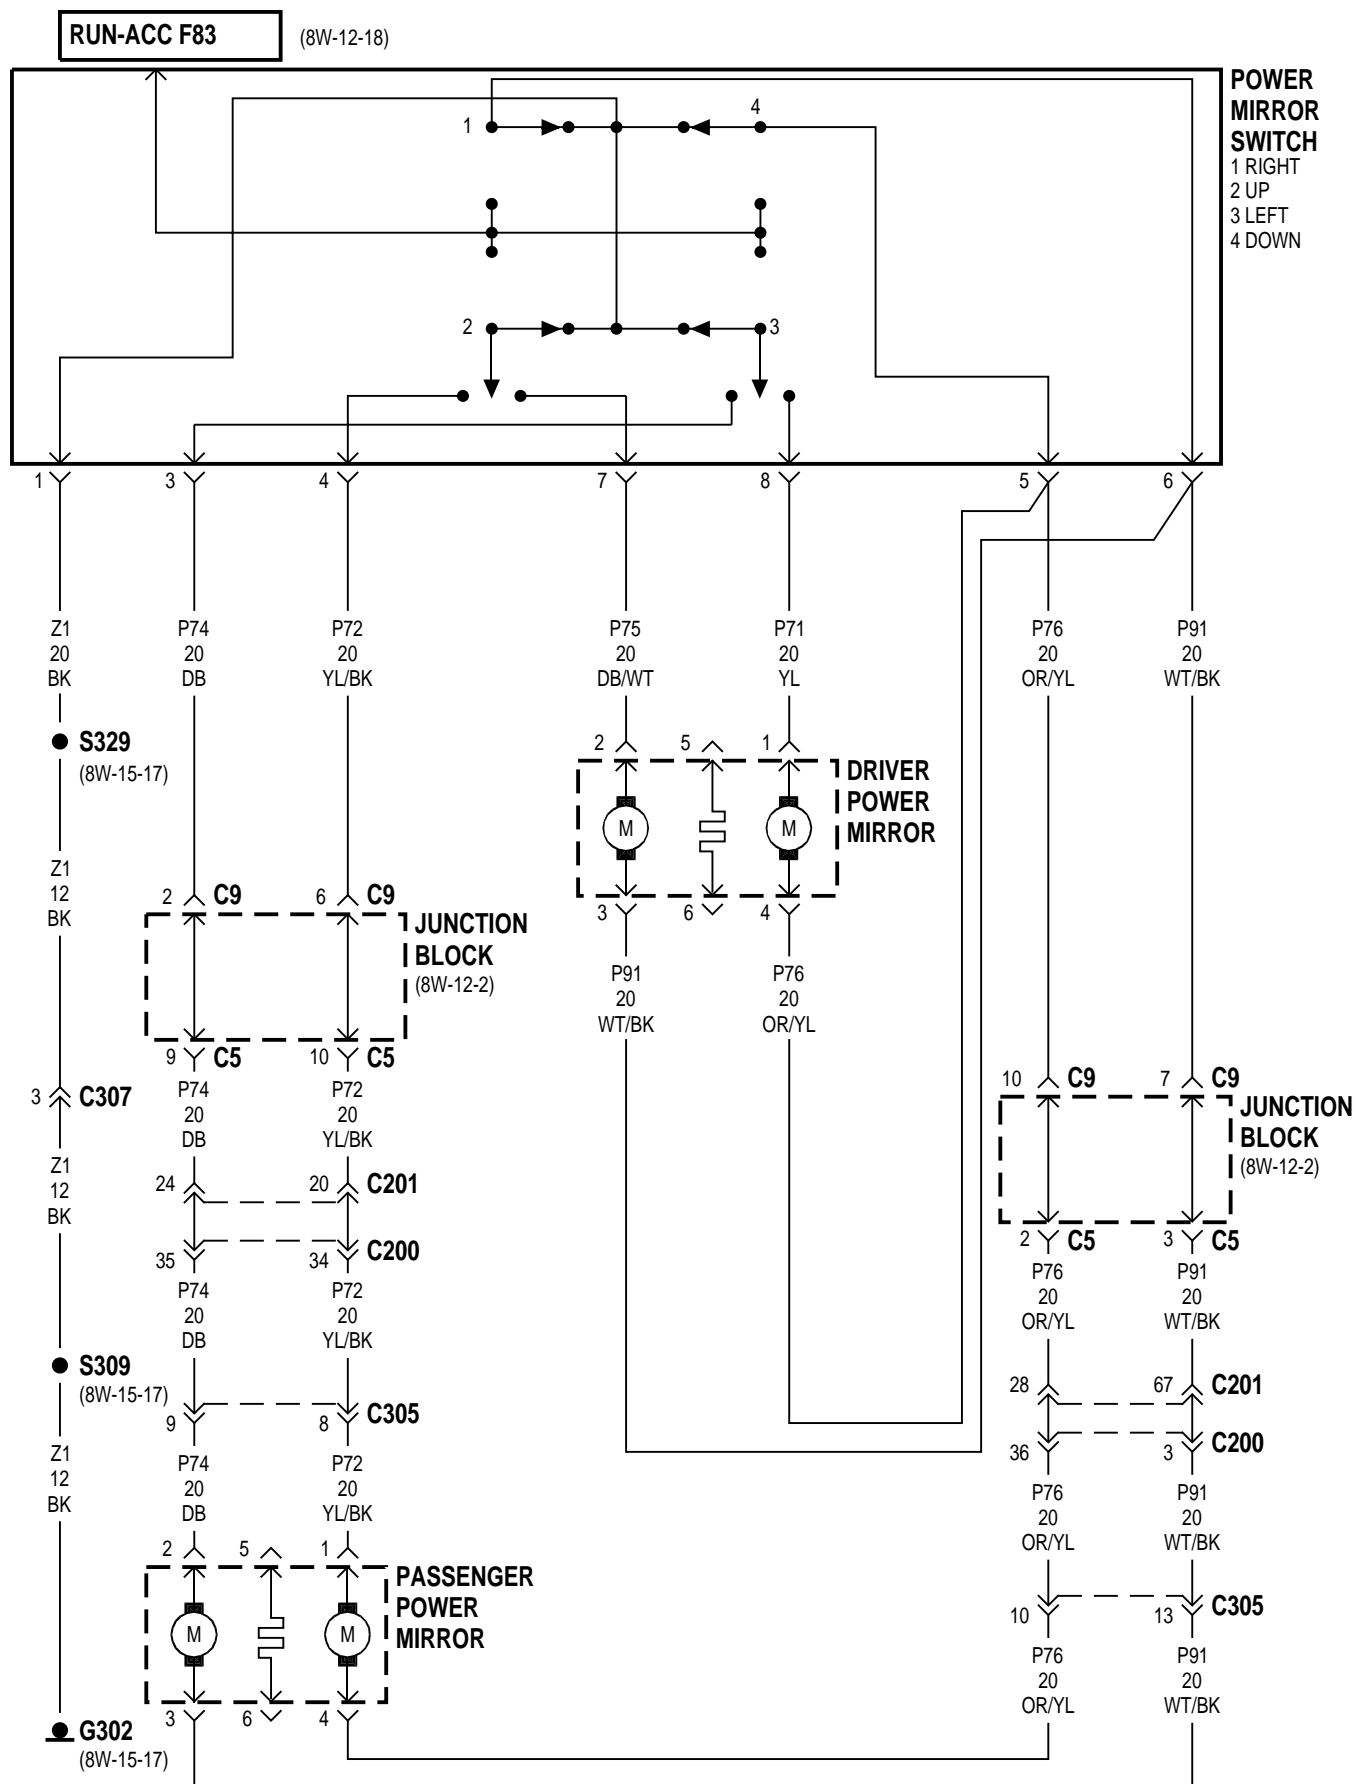 RUN-ACC F83
(8W-12-18)
POWER
MIRROR
SWITCH
1 RIGHT
2 UP
3 LEFT
4 DOWN
1
4
2
3
1
3
4
7
8
5
6
Z1
20
BK
P74
20
DB
P72
20
YL/BK
P75
20
DB/WT
P71
20
YL
P76
20
OR/YL
P91
20
WT/BK
S329
(8W-15-17)
2
5
1
DRIVER
POWER
MIRROR
M
M
3
6
4
P91
20
WT/BK
P76
20
OR/YL
Z1
12
BK
2
C9
6
C9
JUNCTION
BLOCK
(8W-12-2)
9
C5
10
C5
3
C307
P74
20
DB
P72
20
YL/BK
10
C9
7
C9
JUNCTION
BLOCK
(8W-12-2)
2
C5
3
C5
Z1
12
BK
24
20
C201
35
34
C200
P74
20
DB
P72
20
YL/BK
P76
20
OR/YL
P91
20
WT/BK
S309
(8W-15-17)
9
8
C305
28
67
C201
36
3
C200
Z1
12
BK
P74
20
DB
P72
20
YL/BK
P76
20
OR/YL
P91
20
WT/BK
2
5
1
PASSENGER
POWER
MIRROR
M
M
3
6
4
10
13
C305
P76
20
OR/YL
P91
20
WT/BK
G302
(8W-15-17)